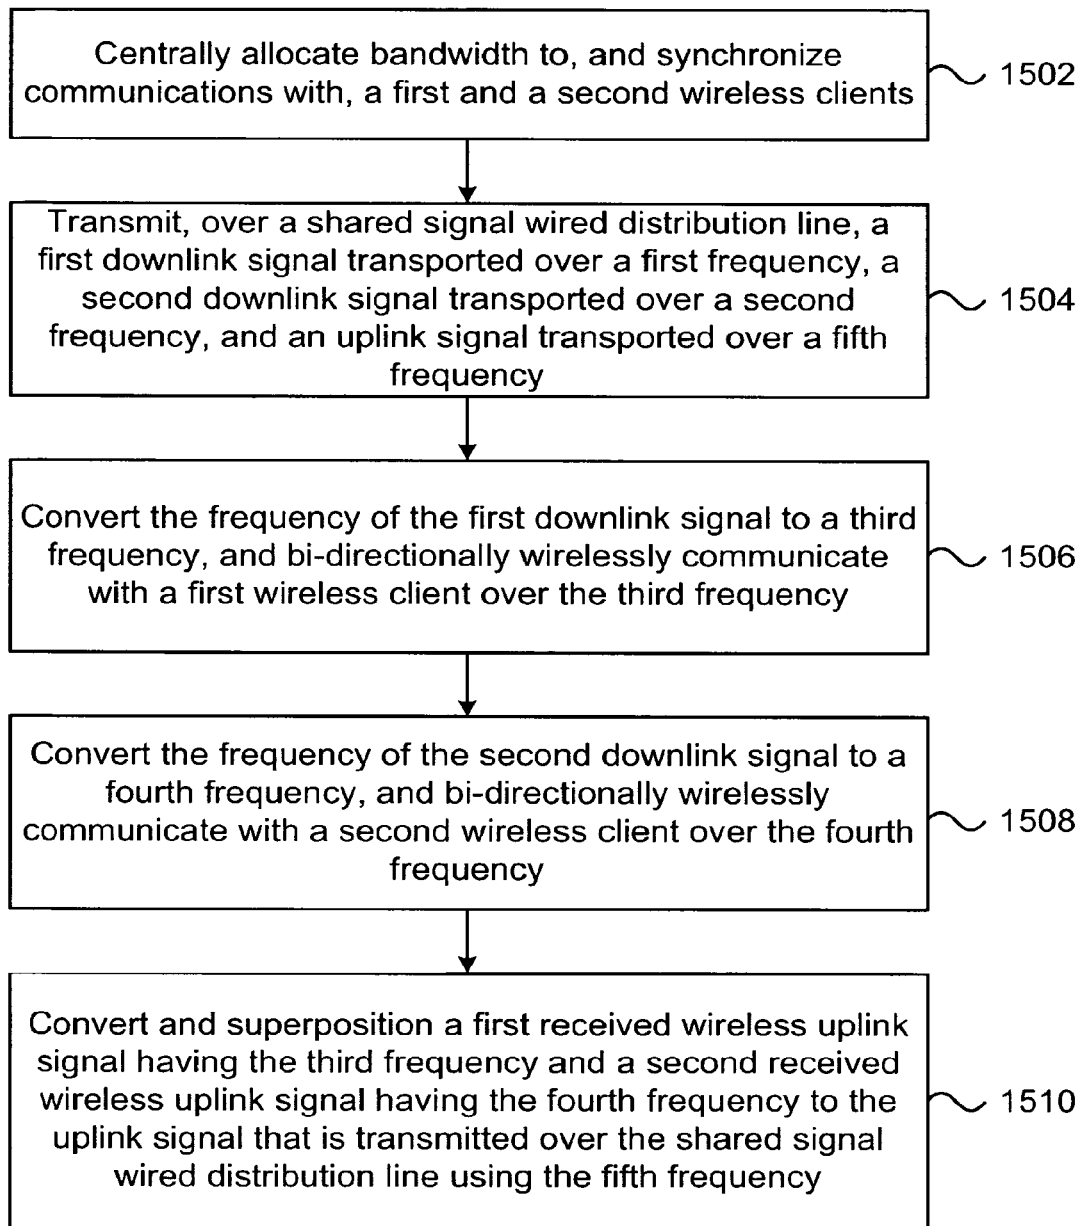 Centrally allocate bandwidth to, and synchronize
communications with, a first and a second wireless clients
1502
Transmit, over a shared signal wired distribution line, a
first downlink signal transported over a first frequency, a
second downlink signal transported over a second
frequency, and an uplink signal transported over a fifth
frequency
1504
Convert the frequency of the first downlink signal to a third
frequency, and bi-directionally wirelessly communicate
with a first wireless client over the third frequency
1506
Convert the frequency of the second downlink signal to a
fourth frequency, and bi-directionally wirelessly
communicate with a second wireless client over the fourth
frequency
1508
Convert and superposition a first received wireless uplink
signal having the third frequency and a second received
wireless uplink signal having the fourth frequency to the
uplink signal that is transmitted over the shared signal
wired distribution line using the fifth frequency
1510